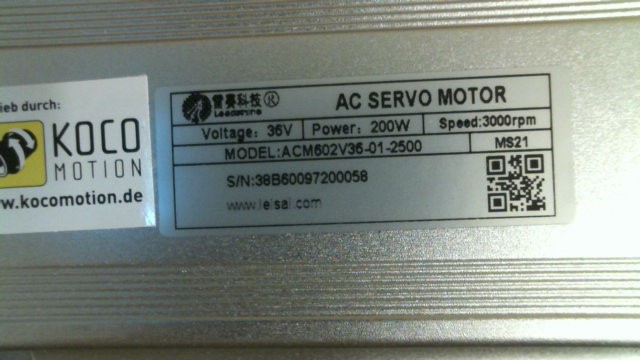 ieb durch:
KOCO
MOTION
www.kocomotion.de
雷赛科技®
Leadshine
AC SERVO MOTOR
Voltage: 36V
Power: 200W
Speed:3000rpm
MODEL:ACM602V36-01-2500
MS21
S/N:38B60097200058
www.leisai.com